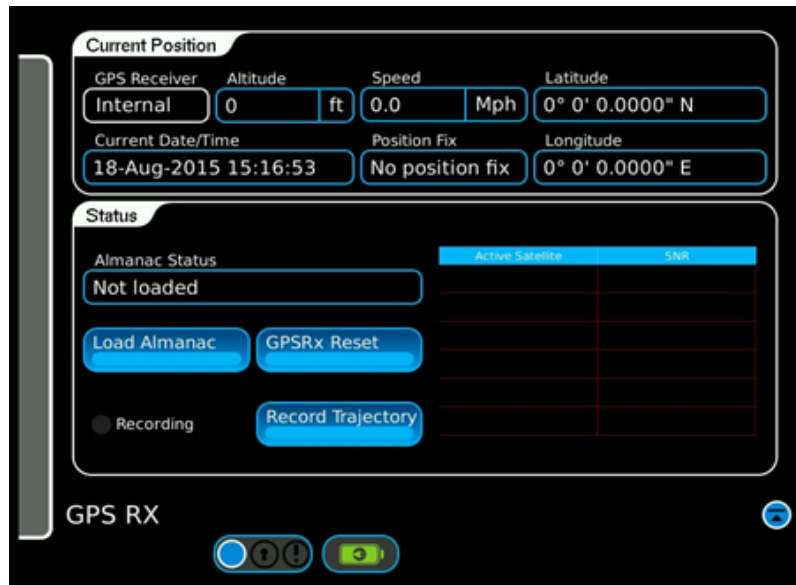 Current Position
GPS Receiver Altitude Speed Latitude
Internal 0 ft 0.0 Mph 0° 0' 0.0000" N
Current Date/Time Position Fix Longitude
18-Aug-2015 15:16:53 No position fix 0° 0' 0.0000" E
Status
Almanac Status Active Satellite SNR
Not loaded
Load Almanac GPSRx Reset
Recording Record Trajectory
GPS RX